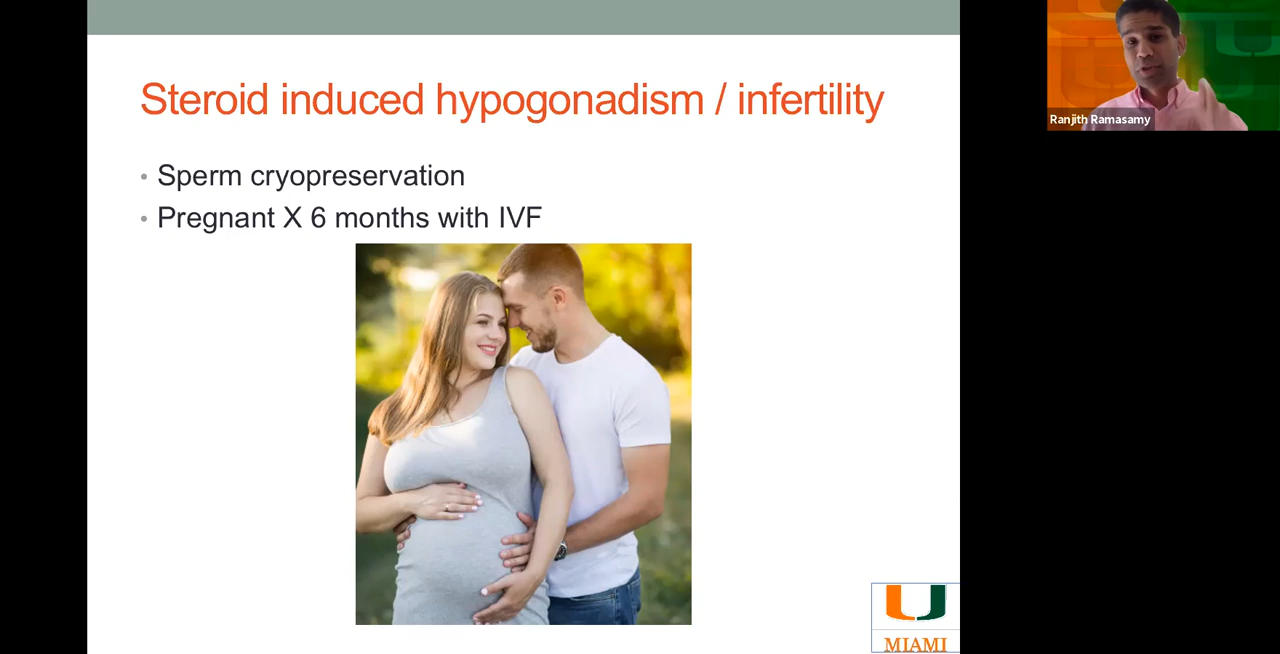 Steroid induced hypogonadism / infertility
• Sperm cryopreservation
• Pregnant X 6 months with IVF
Ranjith Ramasamy
U
MIAMI